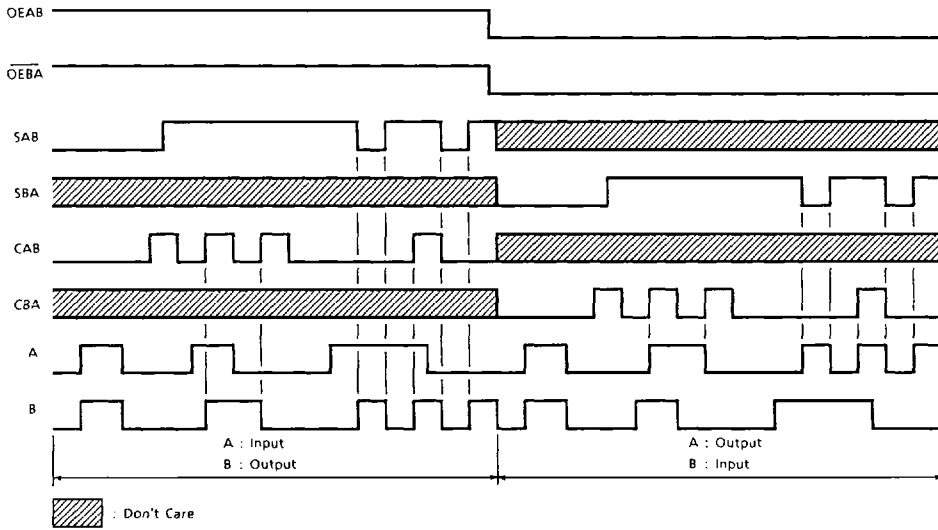 OEAB
OEBA
SAB
SBA
CAB
CBA
A
B
A : Input
B : Output
A : Output
B : Input
: Don't Care